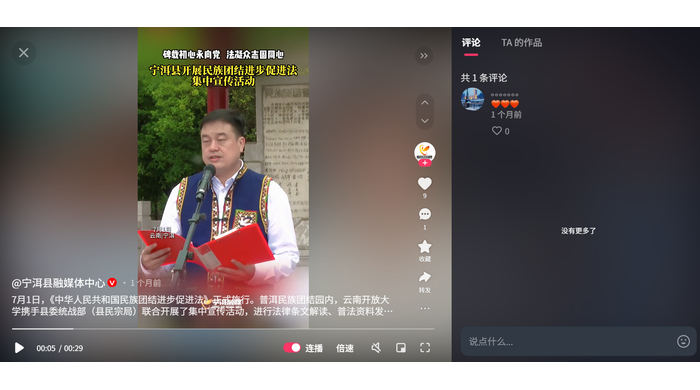 碑载初心永向党 法凝众志固同心
宁洱县开展民族团结进步促进法
集中宣传活动
7月1日
云南·宁洱
@宁洱县融媒体中心 · 1个月前
7月1日，《中华人民共和国民族团结进步促进法》正式施行。普洱民族团结园内，云南开放大
学携手县委统战部（县民宗局）联合开展了集中宣传活动，进行法律条文解读、普法资料发…
00:05 / 00:29
连播
倍速
9
1
收藏
转发
评论
TA 的作品
共 1 条评论
1 个月前
0
没有更多了
说点什么...